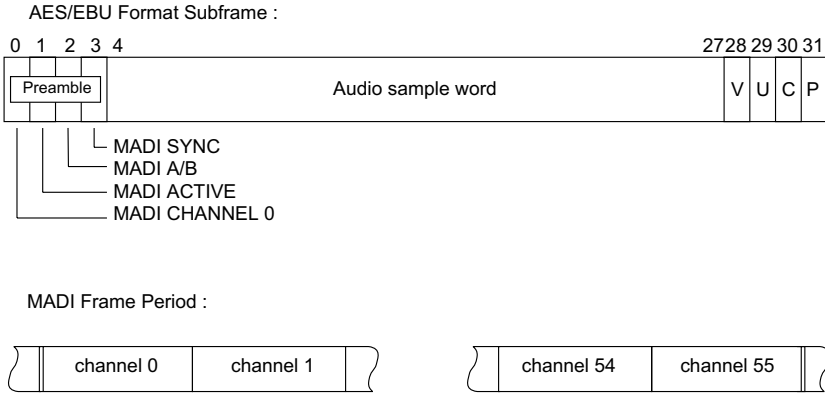 AES/EBU Format Subframe :
0 1 2 3 4 27 28 29 30 31
Preamble Audio sample word V U C P
MADI SYNC
MADI A/B
MADI ACTIVE
MADI CHANNEL 0
MADI Frame Period :
channel 0 channel 1 channel 54 channel 55